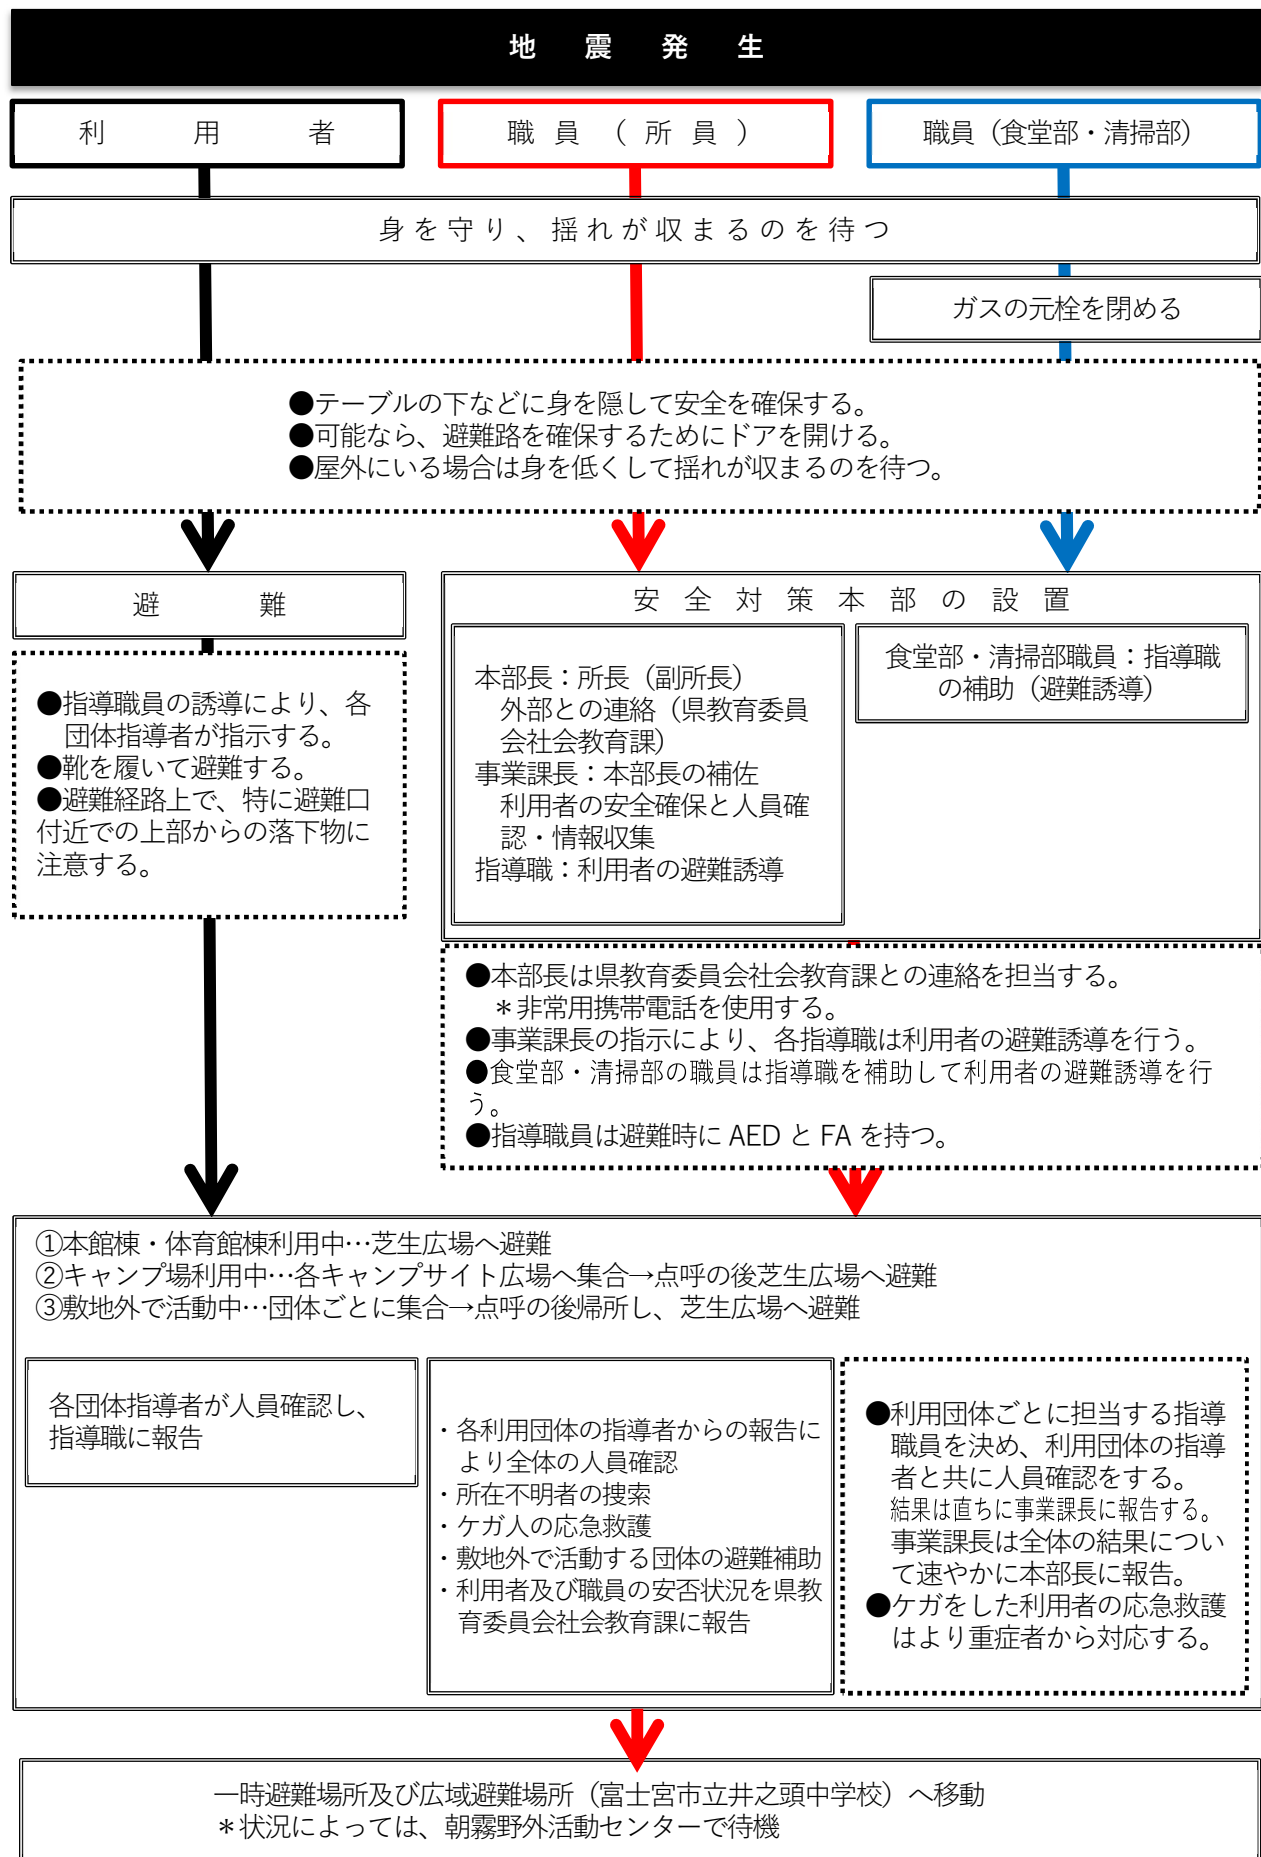 地震発生
利用者
職員（所員）
職員（食堂部・清掃部）
身を守り、揺れが収まるのを待つ
ガスの元栓を閉める
●テーブルの下などに身を隠して安全を確保する。
●可能なら、避難路を確保するためにドアを開ける。
●屋外にいる場合は身を低くして揺れが収まるのを待つ。
避難
●指導職員の誘導により、各
団体指導者が指示する。
●靴を履いて避難する。
●避難経路上で、特に避難口
付近での上部からの落下物に
注意する。
安全対策本部の設置
本部長：所長（副所長）
外部との連絡（県教育委員
会社会教育課）
事業課長：本部長の補佐
利用者の安全確保と人員確
認・情報収集
指導職：利用者の避難誘導
食堂部・清掃部職員：指導職
の補助（避難誘導）
●本部長は県教育委員会社会教育課との連絡を担当する。
＊非常用携帯電話を使用する。
●事業課長の指示により、各指導職は利用者の避難誘導を行う。
●食堂部・清掃部の職員は指導職を補助して利用者の避難誘導を行
う。
●指導職員は避難時に AED と FA を持つ。
①本館棟・体育館棟利用中…芝生広場へ避難
②キャンプ場利用中…各キャンプサイト広場へ集合→点呼の後芝生広場へ避難
③敷地外で活動中…団体ごとに集合→点呼の後帰所し、芝生広場へ避難
各団体指導者が人員確認し、
指導職に報告
・各利用団体の指導者からの報告に
より全体の人員確認
・所在不明者の捜索
・ケガ人の応急救護
・敷地外で活動する団体の避難補助
・利用者及び職員の安否状況を県教
育委員会社会教育課に報告
●利用団体ごとに担当する指導
職員を決め、利用団体の指導
者と共に人員確認をする。
結果は直ちに事業課長に報告する。
事業課長は全体の結果につい
て速やかに本部長に報告。
●ケガをした利用者の応急救護
はより重症者から対応する。
一時避難場所及び広域避難場所（富士宮市立井之頭中学校）へ移動
＊状況によっては、朝霧野外活動センターで待機